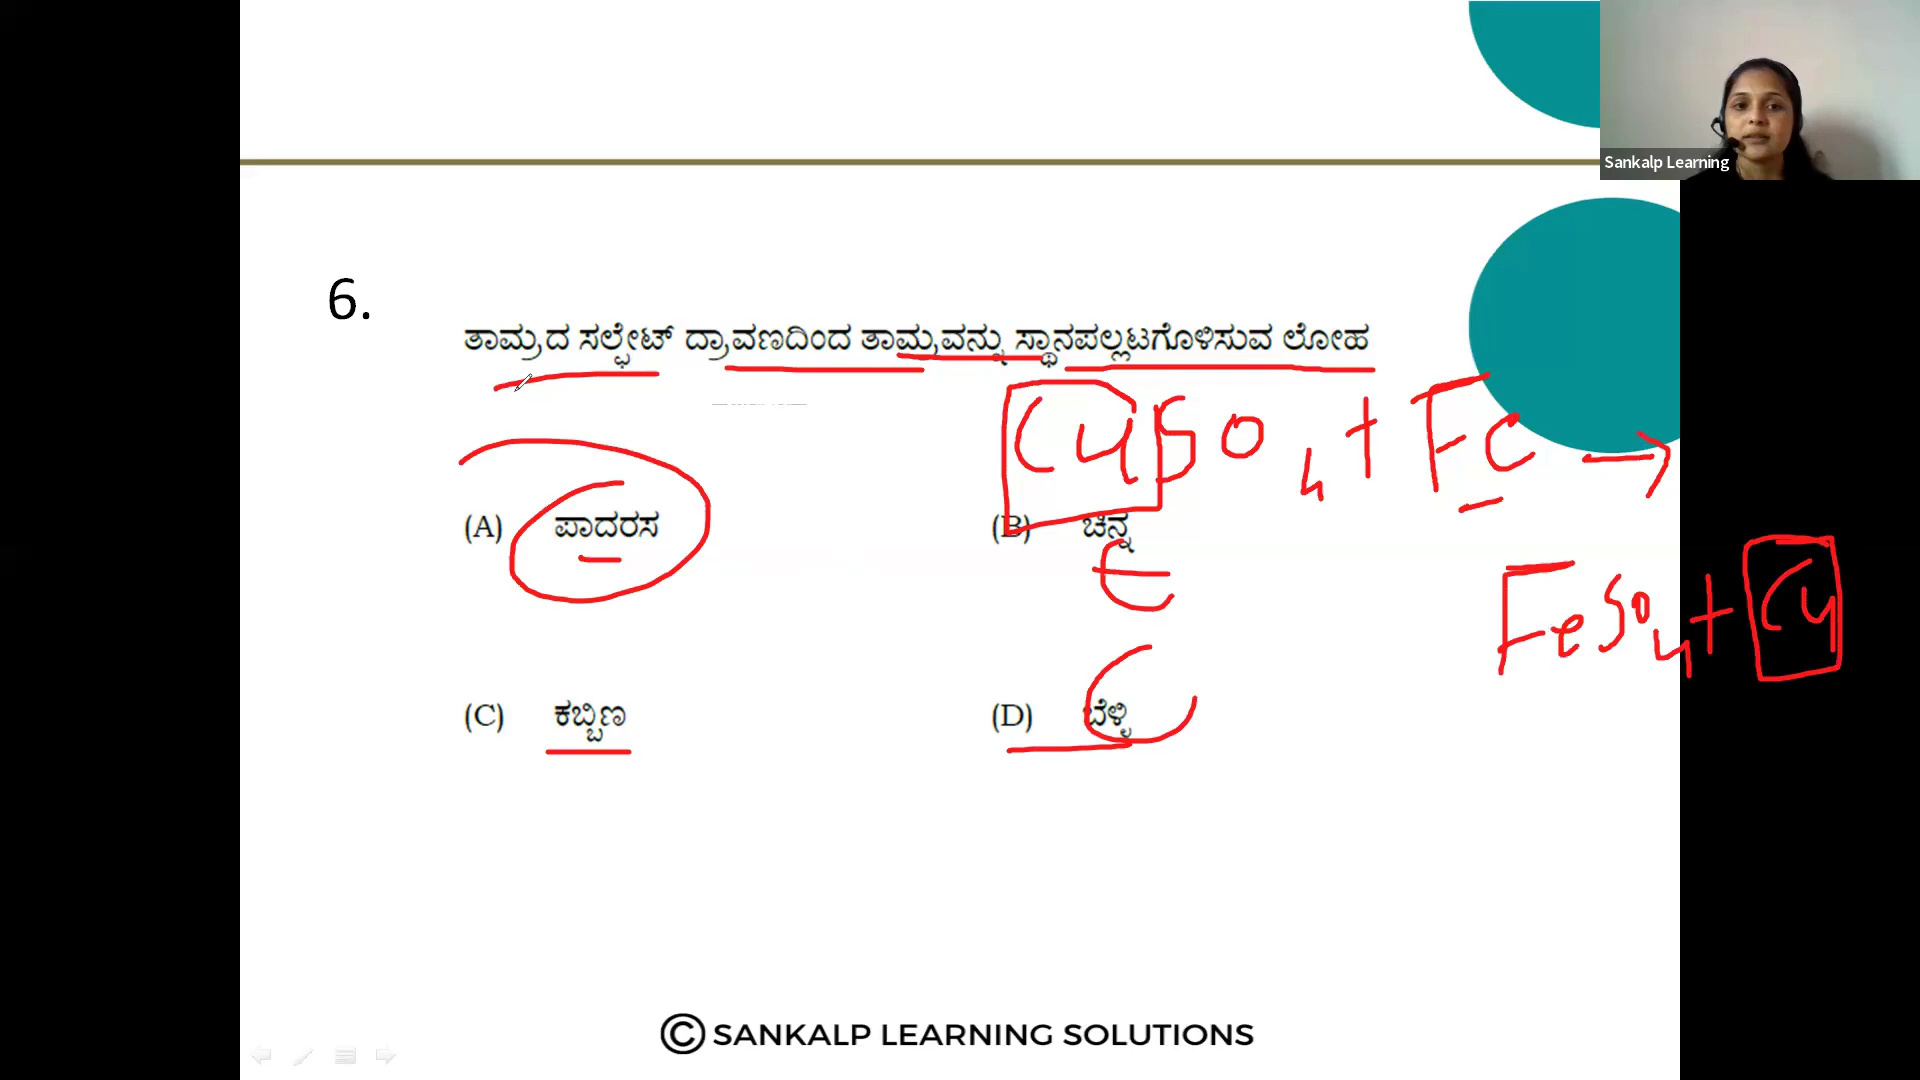 Sankalp Learning
6.
ತಾಮ್ರದ ಸಲ್ಫೇಟ್ ದ್ರಾವಣದಿಂದ ತಾಮ್ರವನ್ನು ಸ್ಥಾನಪಲ್ಲಟಗೊಳಿಸುವ ಲೋಹ
CuSO4 + Fe →
(A) ಪಾದರಸ (B) ಚಿನ್ನ
FeSO4 + Cu
(C) ಕಬ್ಬಿಣ (D) ಬೆಳ್ಳಿ
© SANKALP LEARNING SOLUTIONS